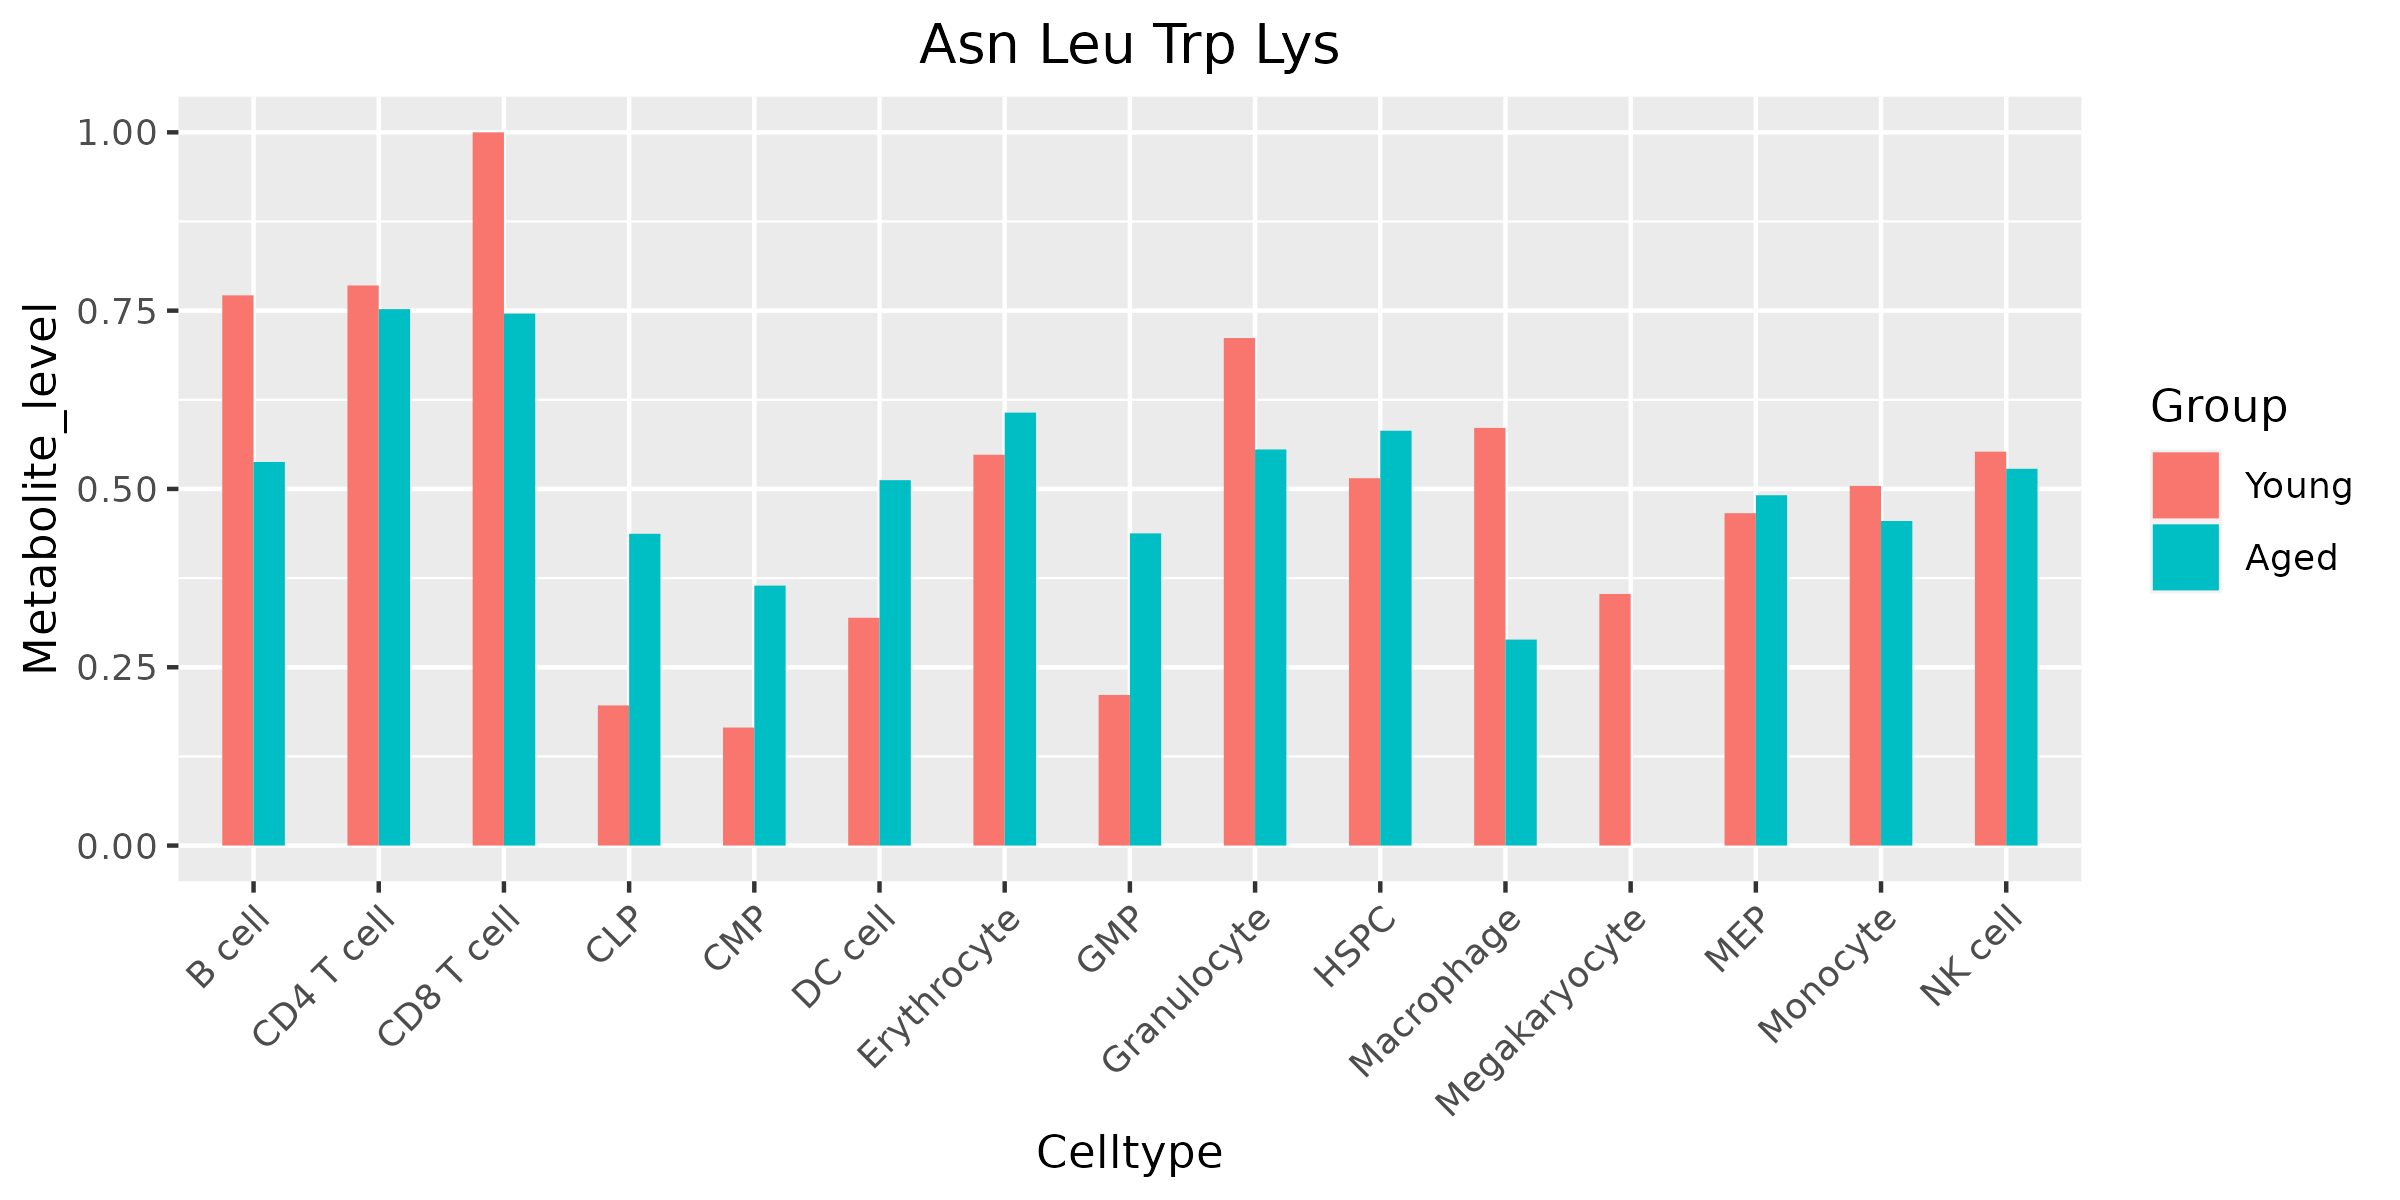 Asn Leu Trp Lys
Metabolite_level
1.00
0.75
0.50
0.25
0.00
B cell
CD4 T cell
CD8 T cell
CLP
CMP
DC cell
Erythrocyte
GMP
Granulocyte
HSPC
Macrophage
Megakaryocyte
MEP
Monocyte
NK cell
Celltype
Group
Young
Aged